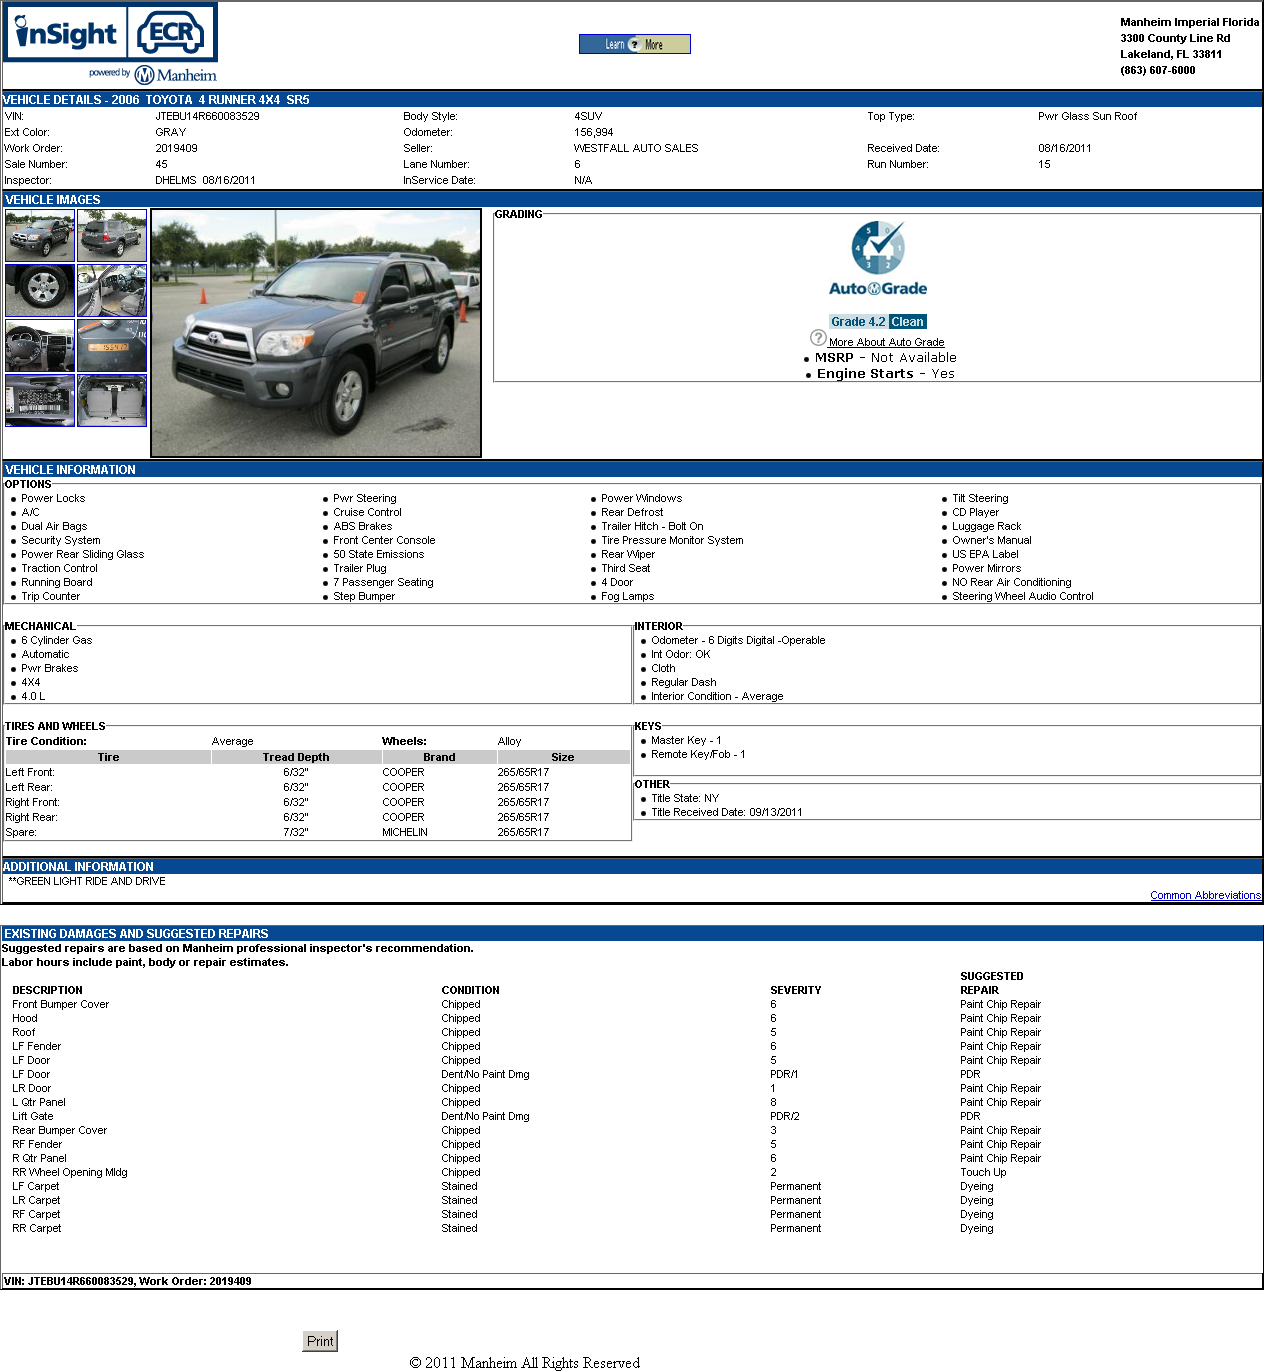 inSight ECR
powered by Manheim
Learn ? More
Manheim Imperial Florida
3300 County Line Rd
Lakeland, FL 33811
(863) 607-6000
VEHICLE DETAILS - 2006 TOYOTA 4 RUNNER 4X4 SR5
VIN: JTEBU14R660083529 Body Style: 4SUV Top Type: Pwr Glass Sun Roof
Ext Color: GRAY Odometer: 156,994
Work Order: 2019409 Seller: WESTFALL AUTO SALES Received Date: 08/16/2011
Sale Number: 45 Lane Number: 6 Run Number: 15
Inspector: DHELMS 08/16/2011 InService Date: N/A
VEHICLE IMAGES
GRADING
5 4 3 2 1 0
AutoGrade
Grade 4.2 Clean
? More About Auto Grade
• MSRP - Not Available
• Engine Starts - Yes
VEHICLE INFORMATION
OPTIONS
• Power Locks • Pwr Steering • Power Windows • Tilt Steering
• A/C • Cruise Control • Rear Defrost • CD Player
• Dual Air Bags • ABS Brakes • Trailer Hitch - Bolt On • Luggage Rack
• Security System • Front Center Console • Tire Pressure Monitor System • Owner's Manual
• Power Rear Sliding Glass • 50 State Emissions • Rear Wiper • US EPA Label
• Traction Control • Trailer Plug • Third Seat • Power Mirrors
• Running Board • 7 Passenger Seating • 4 Door • NO Rear Air Conditioning
• Trip Counter • Step Bumper • Fog Lamps • Steering Wheel Audio Control
MECHANICAL
• 6 Cylinder Gas
• Automatic
• Pwr Brakes
• 4X4
• 4.0 L
INTERIOR
• Odometer - 6 Digits Digital -Operable
• Int Odor: OK
• Cloth
• Regular Dash
• Interior Condition - Average
TIRES AND WHEELS
Tire Condition: Average Wheels: Alloy
Tire Tread Depth Brand Size
Left Front: 6/32" COOPER 265/65R17
Left Rear: 6/32" COOPER 265/65R17
Right Front: 6/32" COOPER 265/65R17
Right Rear: 6/32" COOPER 265/65R17
Spare: 7/32" MICHELIN 265/65R17
KEYS
• Master Key - 1
• Remote Key/Fob - 1
OTHER
• Title State: NY
• Title Received Date: 09/13/2011
ADDITIONAL INFORMATION
**GREEN LIGHT RIDE AND DRIVE
Common Abbreviations
EXISTING DAMAGES AND SUGGESTED REPAIRS
Suggested repairs are based on Manheim professional inspector's recommendation.
Labor hours include paint, body or repair estimates.
DESCRIPTION CONDITION SEVERITY SUGGESTED REPAIR
Front Bumper Cover Chipped 6 Paint Chip Repair
Hood Chipped 6 Paint Chip Repair
Roof Chipped 5 Paint Chip Repair
LF Fender Chipped 6 Paint Chip Repair
LF Door Chipped 5 Paint Chip Repair
LF Door Dent/No Paint Dmg PDR/1 PDR
LR Door Chipped 1 Paint Chip Repair
L Qtr Panel Chipped 8 Paint Chip Repair
Lift Gate Dent/No Paint Dmg PDR/2 PDR
Rear Bumper Cover Chipped 3 Paint Chip Repair
RF Fender Chipped 5 Paint Chip Repair
R Qtr Panel Chipped 6 Paint Chip Repair
RR Wheel Opening Mldg Chipped 2 Touch Up
LF Carpet Stained Permanent Dyeing
LR Carpet Stained Permanent Dyeing
RF Carpet Stained Permanent Dyeing
RR Carpet Stained Permanent Dyeing
VIN: JTEBU14R660083529, Work Order: 2019409
Print
© 2011 Manheim All Rights Reserved